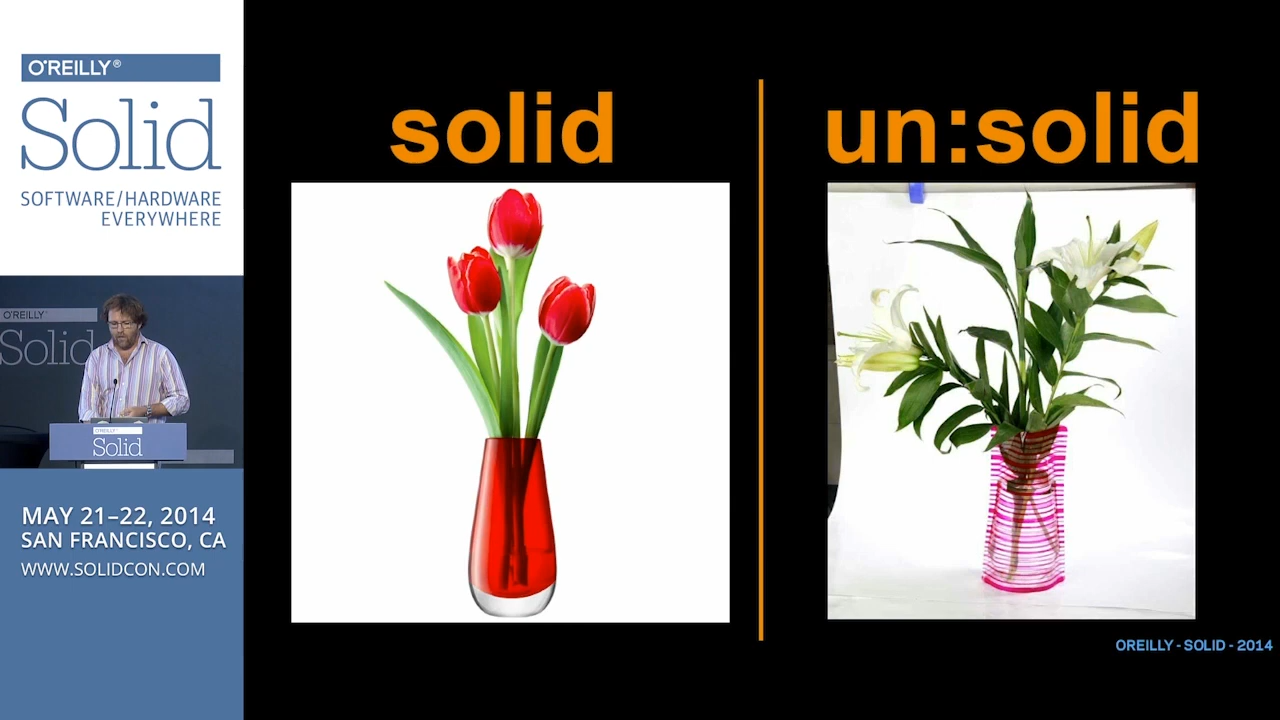 O'REILLY®
Solid
SOFTWARE/HARDWARE
EVERYWHERE
O'REILLY
Solid
O'REILLY
Solid
MAY 21–22, 2014
SAN FRANCISCO, CA
WWW.SOLIDCON.COM
solid
un:solid
OREILLY - SOLID - 2014